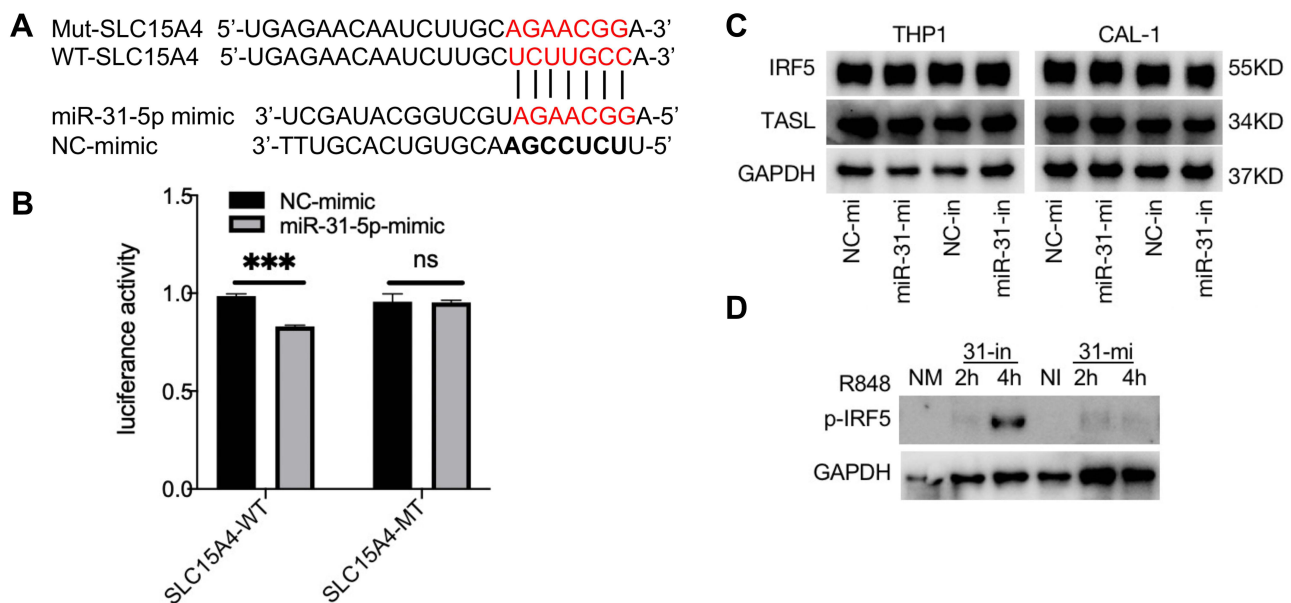 A
Mut-SLC15A4 5’-UGAGAACAAUCUUGCAGAACGGA-3’
WT-SLC15A4 5’-UGAGAACAAUCUUGCUCUUGCCA-3’
miR-31-5p mimic 3’-UCGAUACGGUCGUAGAACGGA-5’
NC-mimic 3’-TTUGCACUGUGCAAGCCUCUU-5’
B
NC-mimic
miR-31-5p-mimic
luciferance activity
1.5
1.0
0.5
0.0
***
ns
SLC15A4-WT
SLC15A4-MT
C
THP1 CAL-1
IRF5 55KD
TASL 34KD
GAPDH 37KD
NC-mi
miR-31-mi
NC-in
miR-31-in
NC-mi
miR-31-mi
NC-in
miR-31-in
D
31-in 31-mi
R848 NM 2h 4h NI 2h 4h
p-IRF5
GAPDH